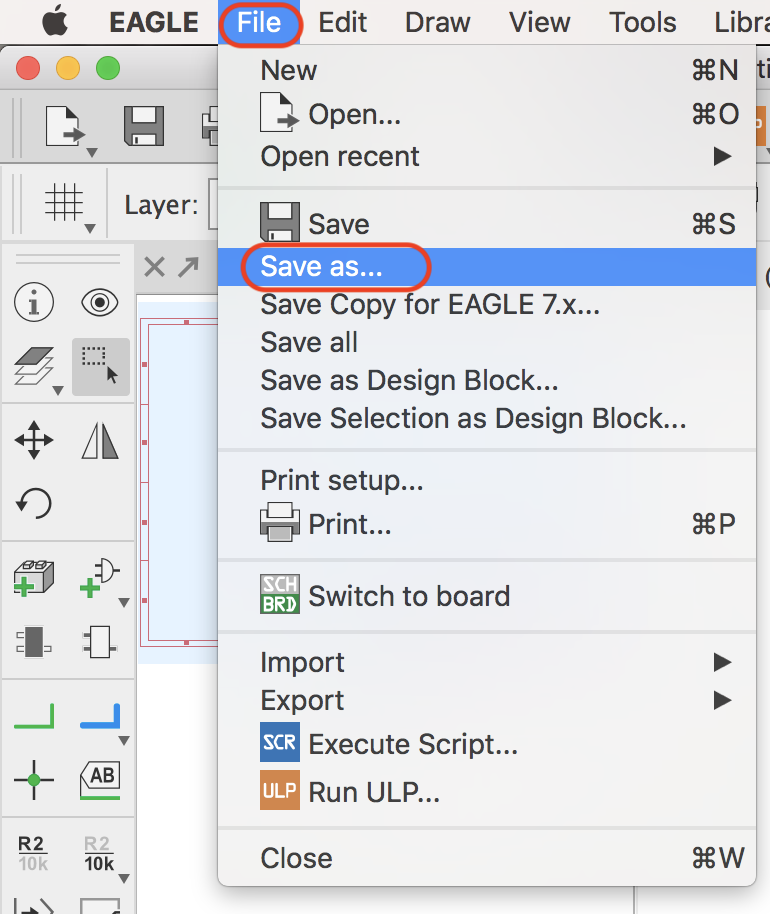 EAGLE File Edit Draw View Tools
New ⌘N
Open... ⌘O
Open recent
Layer:
Save ⌘S
Save as...
Save Copy for EAGLE 7.x...
Save all
Save as Design Block...
Save Selection as Design Block...
Print setup...
Print... ⌘P
SCH
BRD
Switch to board
Import
Export
SCR Execute Script...
ULP Run ULP...
Close ⌘W
AB
R2 R2
10k 10k